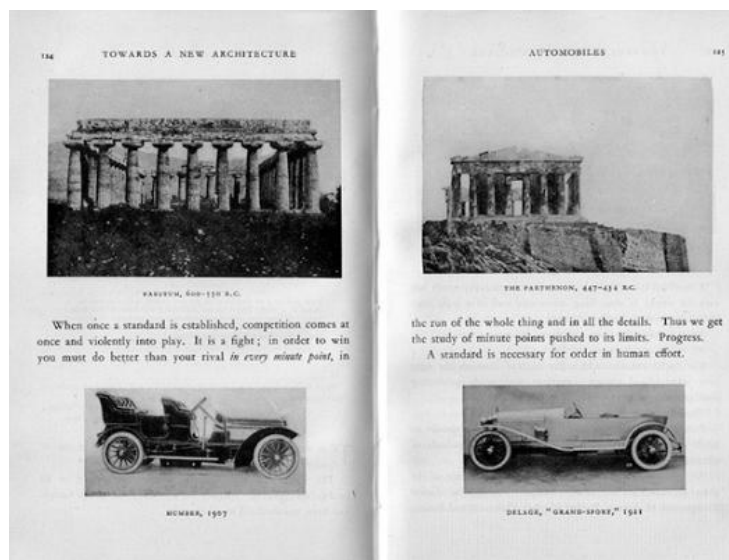 124 TOWARDS A NEW ARCHITECTURE
PAESTUM, 600–550 B.C.
When once a standard is established, competition comes at
once and violently into play. It is a fight; in order to win
you must do better than your rival in every minute point, in
HUMBER, 1907
AUTOMOBILES 125
THE PARTHENON, 447–434 B.C.
the run of the whole thing and in all the details. Thus we get
the study of minute points pushed to its limits. Progress.
A standard is necessary for order in human effort.
DELAGE, "GRAND-SPORT," 1921